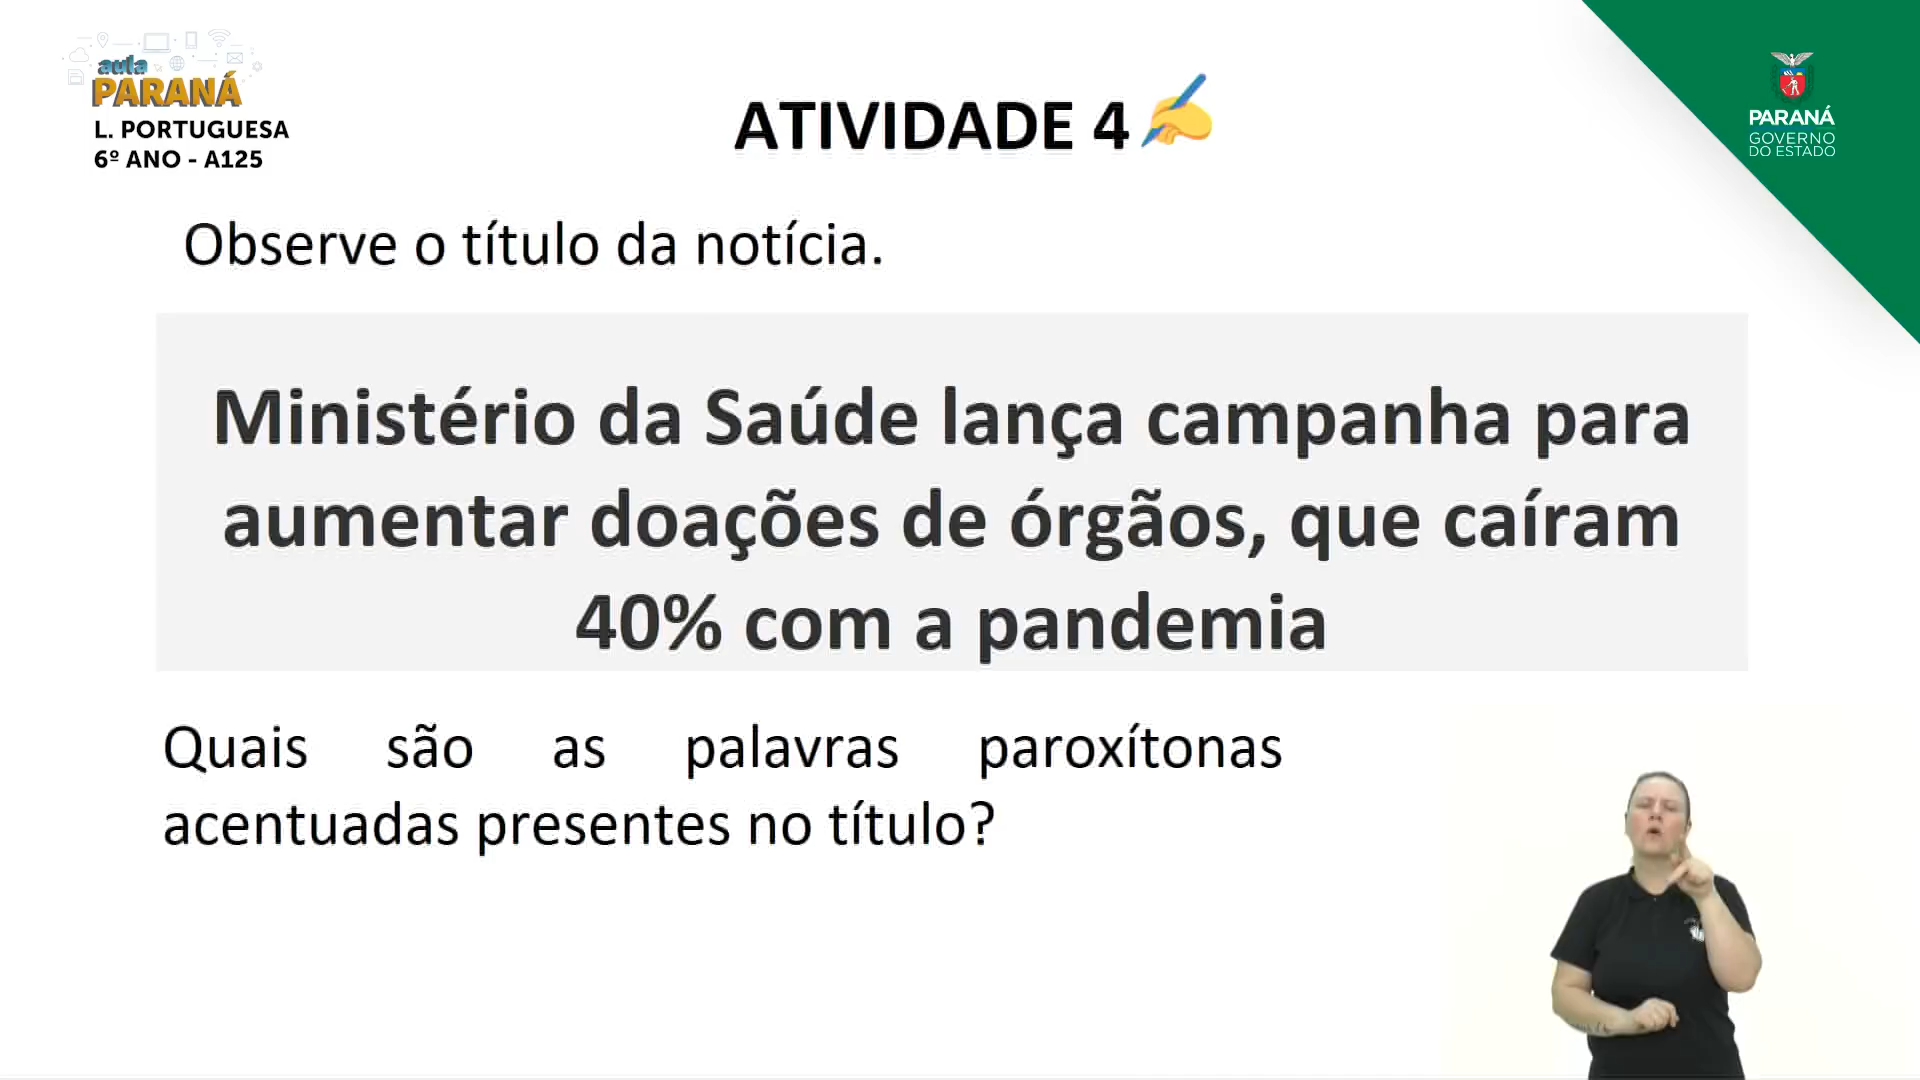 aula
PARANÁ
L. PORTUGUESA
6º ANO - A125
ATIVIDADE 4
PARANÁ
GOVERNO
DO ESTADO
Observe o título da notícia.
Ministério da Saúde lança campanha para
aumentar doações de órgãos, que caíram
40% com a pandemia
Quais são as palavras paroxítonas
acentuadas presentes no título?